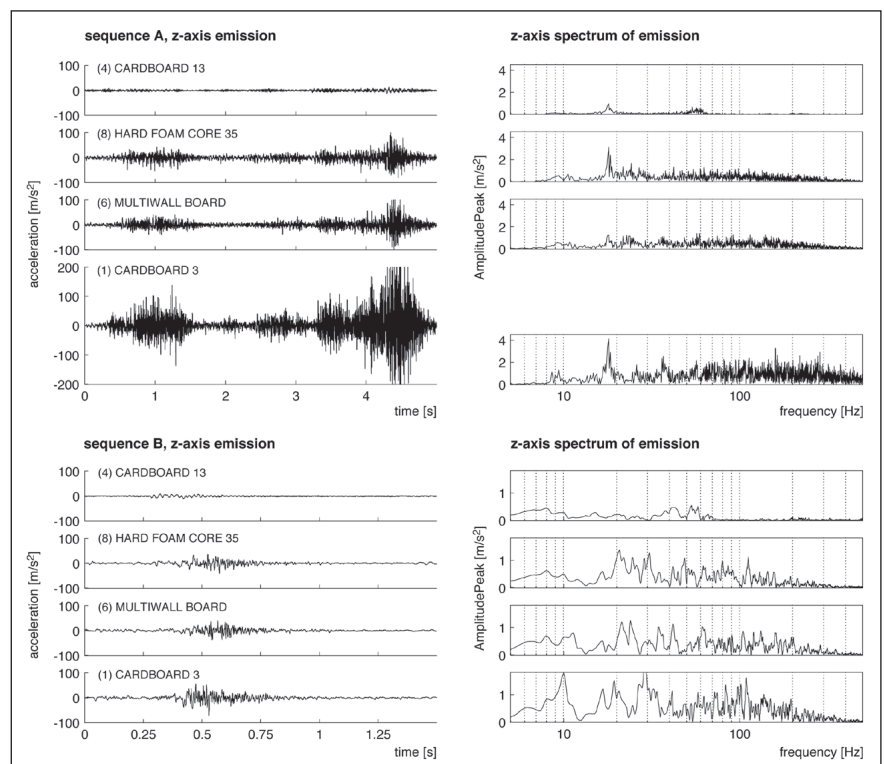 sequence A, z-axis emission
z-axis spectrum of emission
acceleration [m/s²]
100
0
-100
(4) CARDBOARD 13
100
0
-100
(8) HARD FOAM CORE 35
100
0
-100
(6) MULTIWALL BOARD
200
100
0
-100
-200
(1) CARDBOARD 3
0 1 2 3 4
time [s]
AmplitudePeak [m/s²]
4
2
0
4
2
0
4
2
0
4
2
0
10 100
frequency [Hz]
sequence B, z-axis emission
z-axis spectrum of emission
acceleration [m/s²]
100
0
-100
(4) CARDBOARD 13
100
0
-100
(8) HARD FOAM CORE 35
100
0
-100
(6) MULTIWALL BOARD
100
0
-100
(1) CARDBOARD 3
0 0.25 0.5 0.75 1 1.25
time [s]
AmplitudePeak [m/s²]
1
0
1
0
1
0
1
0
10 100
frequency [Hz]